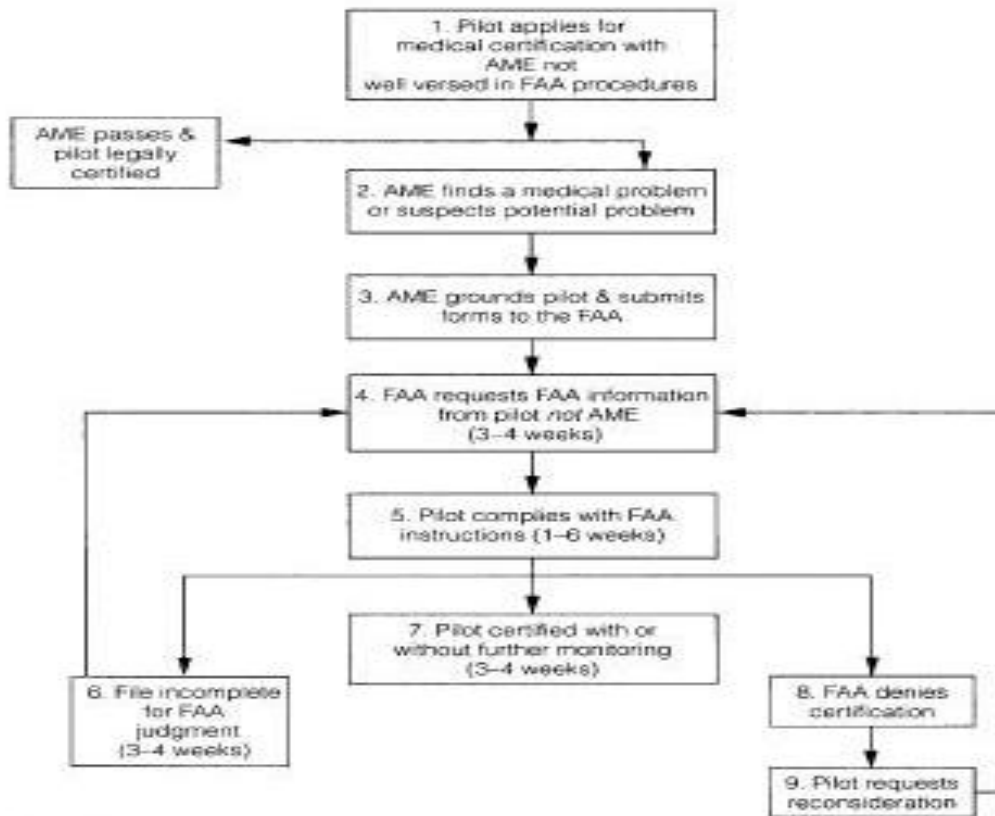 1. Pilot applies for
medical certification with
AME not
well versed in FAA procedures
AME passes &
pilot legally
certified
2. AME finds a medical problem
or suspects potential problem
3. AME grounds pilot & submits
forms to the FAA
4. FAA requests FAA information
from pilot not AME
(3–4 weeks)
5. Pilot complies with FAA
instructions (1–6 weeks)
7. Pilot certified with or
without further monitoring
(3–4 weeks)
6. File incomplete
for FAA
judgment
(3–4 weeks)
8. FAA denies
certification
9. Pilot requests
reconsideration